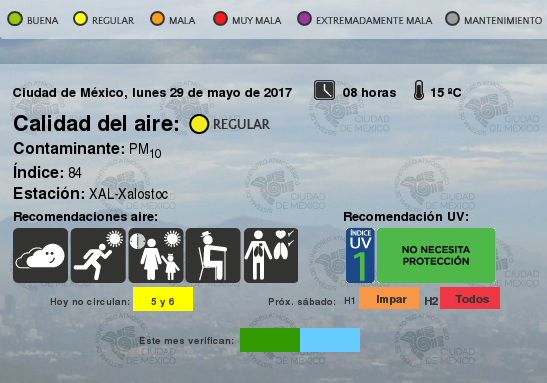 BUENA REGULAR MALA MUY MALA EXTREMADAMENTE MALA MANTENIMIENTO
Ciudad de México, lunes 29 de mayo de 2017 08 horas 15 ºC
Calidad del aire: REGULAR
Contaminante: PM10
Índice: 84
Estación: XAL-Xalostoc
Recomendaciones aire: Recomendación UV:
ÍNDICE UV 1 NO NECESITA PROTECCIÓN
Hoy no circulan: 5 y 6 Próx. sábado: H1 Impar H2 Todos
Este mes verifican:
CIUDAD DE MÉXICO